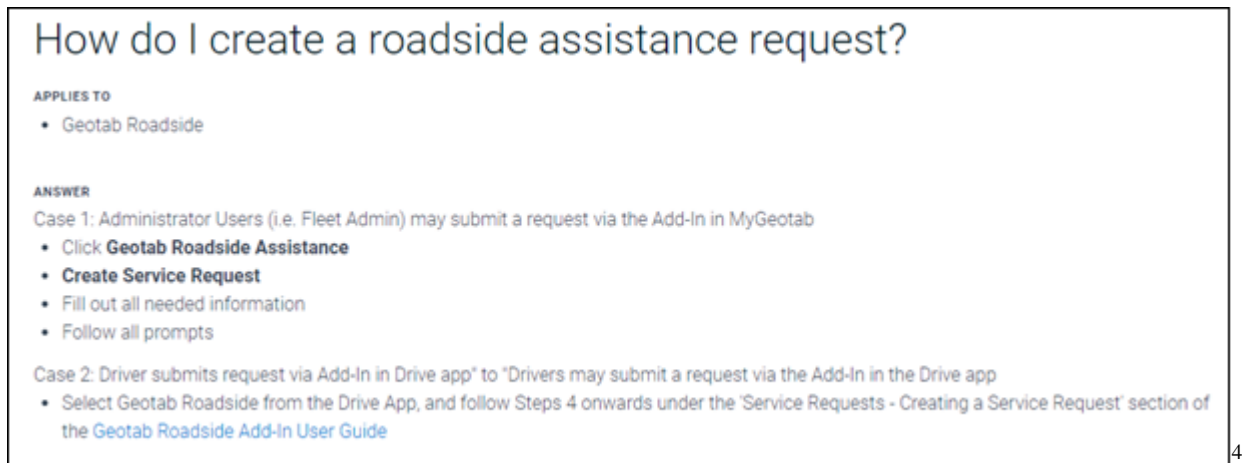 How do I create a roadside assistance request?
APPLIES TO
• Geotab Roadside
ANSWER
Case 1: Administrator Users (i.e. Fleet Admin) may submit a request via the Add-In in MyGeotab
• Click Geotab Roadside Assistance
• Create Service Request
• Fill out all needed information
• Follow all prompts
Case 2: Driver submits request via Add-In in Drive app" to "Drivers may submit a request via the Add-In in the Drive app
• Select Geotab Roadside from the Drive App, and follow Steps 4 onwards under the 'Service Requests - Creating a Service Request' section of
the Geotab Roadside Add-In User Guide
4